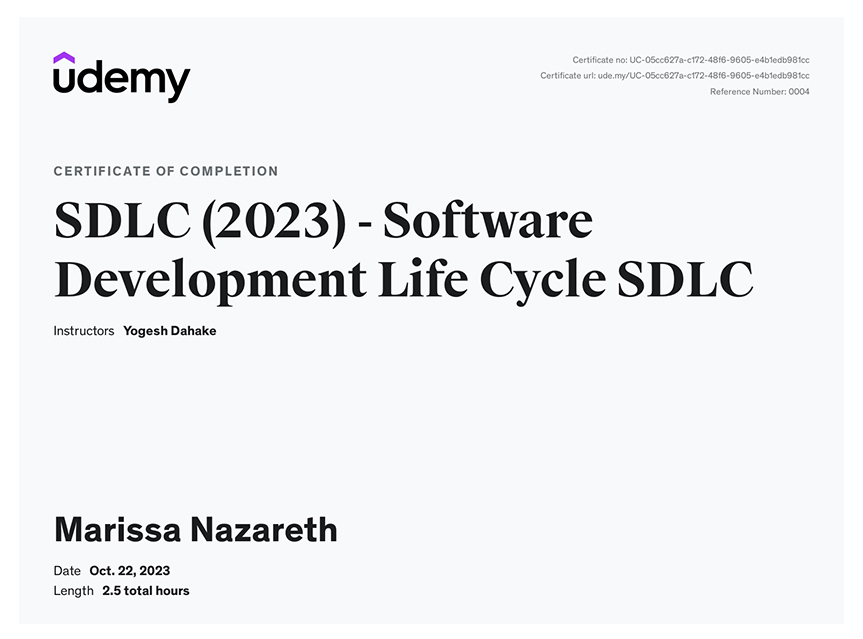 udemy
Certificate no: UC-05cc627a-c172-48f6-9605-e4b1edb981cc
Certificate url: ude.my/UC-05cc627a-c172-48f6-9605-e4b1edb981cc
Reference Number: 0004
CERTIFICATE OF COMPLETION
SDLC (2023) - Software
Development Life Cycle SDLC
Instructors Yogesh Dahake
Marissa Nazareth
Date Oct. 22, 2023
Length 2.5 total hours